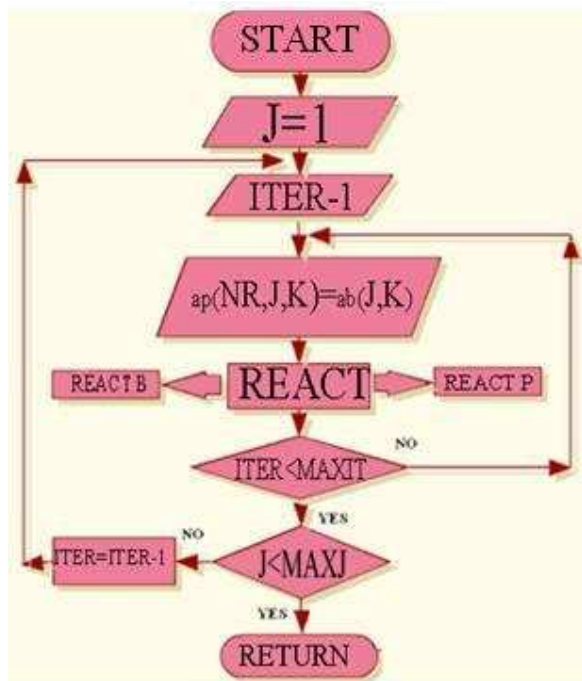 START
J=1
ITER-1
ap(NR,J,K)=ab(J,K)
REACT B
REACT
REACT P
NO
ITER<MAXIT
YES
NO
ITER=ITER-1
J<MAXJ
YES
RETURN